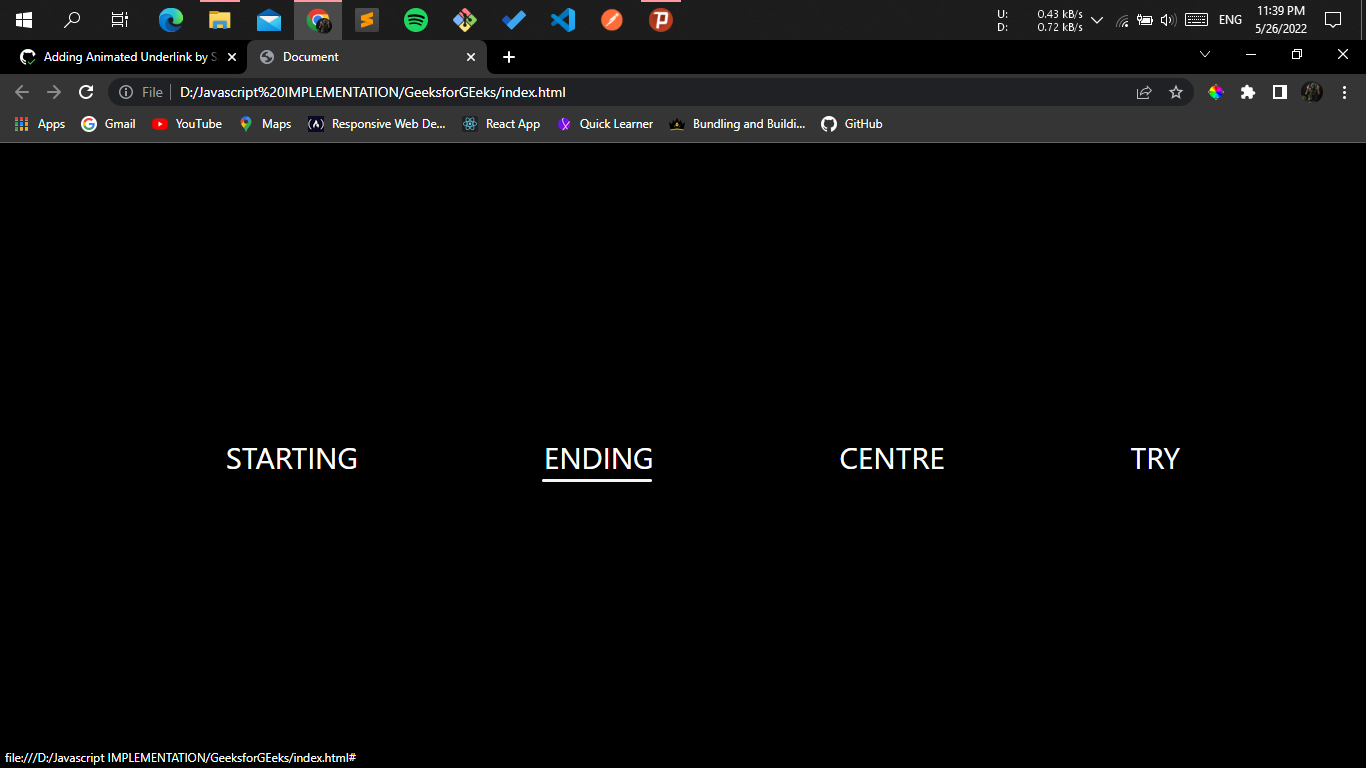 U: 0.43 kB/s
D: 0.72 kB/s
ENG
11:39 PM
5/26/2022
Adding Animated Underlink by S
Document
File
D:/Javascript%20IMPLEMENTATION/GeeksforGEeks/index.html
Apps Gmail YouTube Maps Responsive Web De... React App Quick Learner Bundling and Buildi... GitHub
STARTING ENDING CENTRE TRY
file:///D:/Javascript IMPLEMENTATION/GeeksforGEeks/index.html#